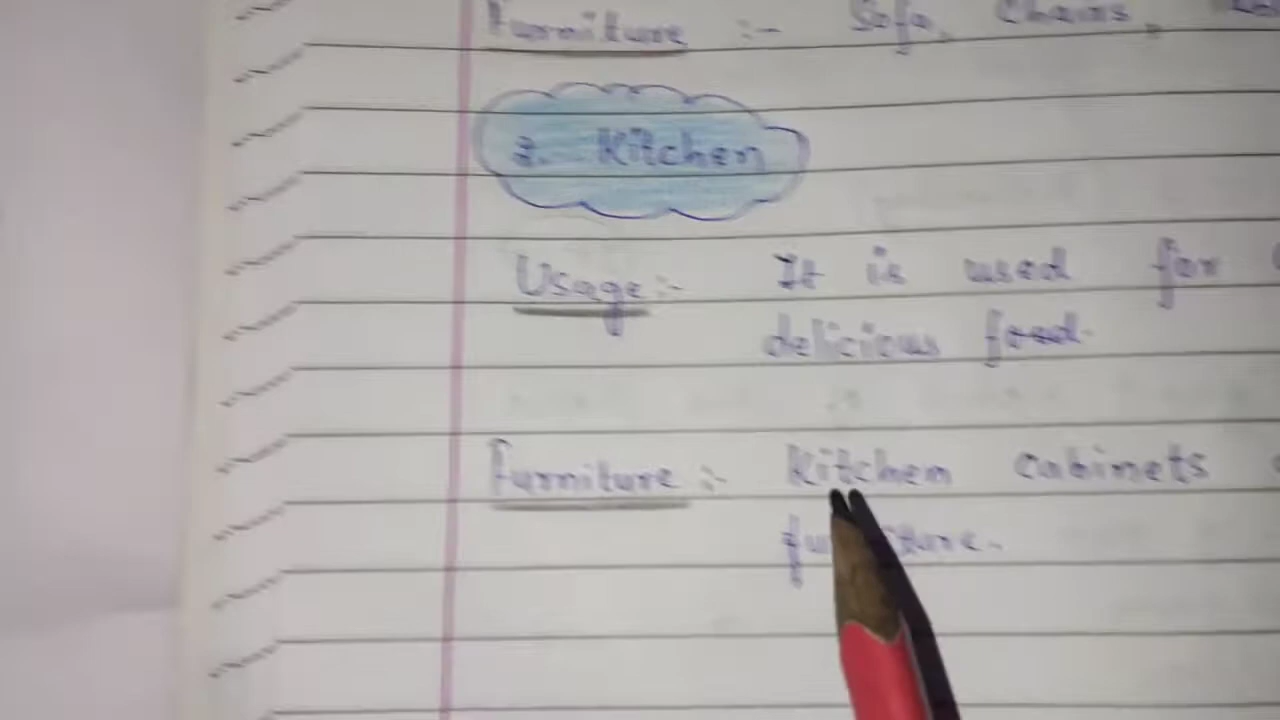 Furniture :- Sofa, Chairs,
2. Kitchen
Usage :- It is used for
delicious food.
Furniture :- Kitchen cabinets